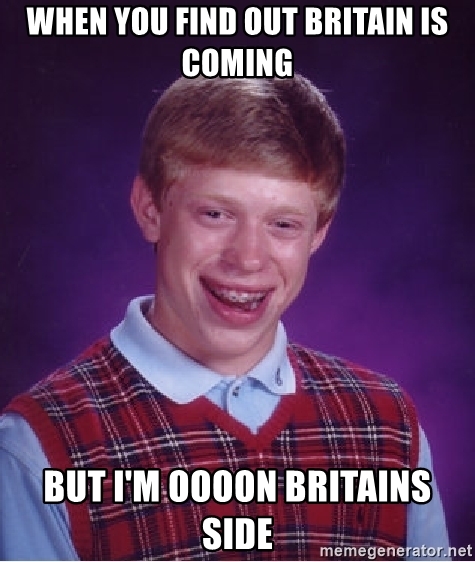 WHEN YOU FIND OUT BRITAIN IS
COMING
BUT I'M OOOON BRITAINS
SIDE
memegenerator.net